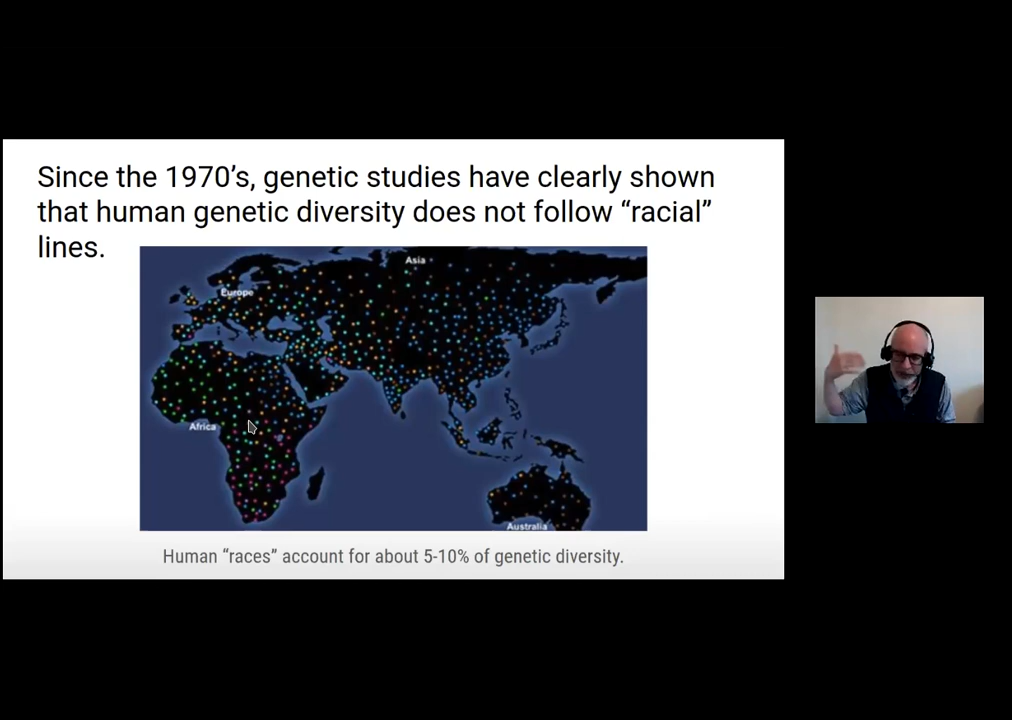 Since the 1970's, genetic studies have clearly shown
that human genetic diversity does not follow “racial”
lines.
Asia
Europe
Africa
Australia
Human “races” account for about 5-10% of genetic diversity.